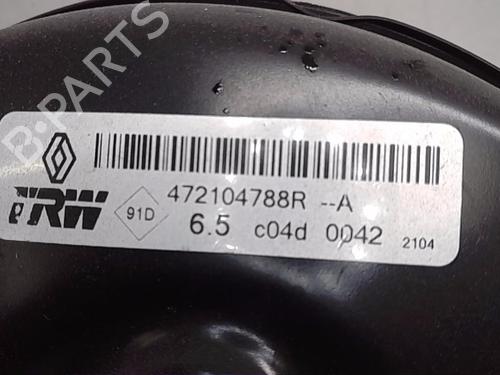 B-PARTS
TRW
91D
472104788R --A
6.5 c04d 0042 2104